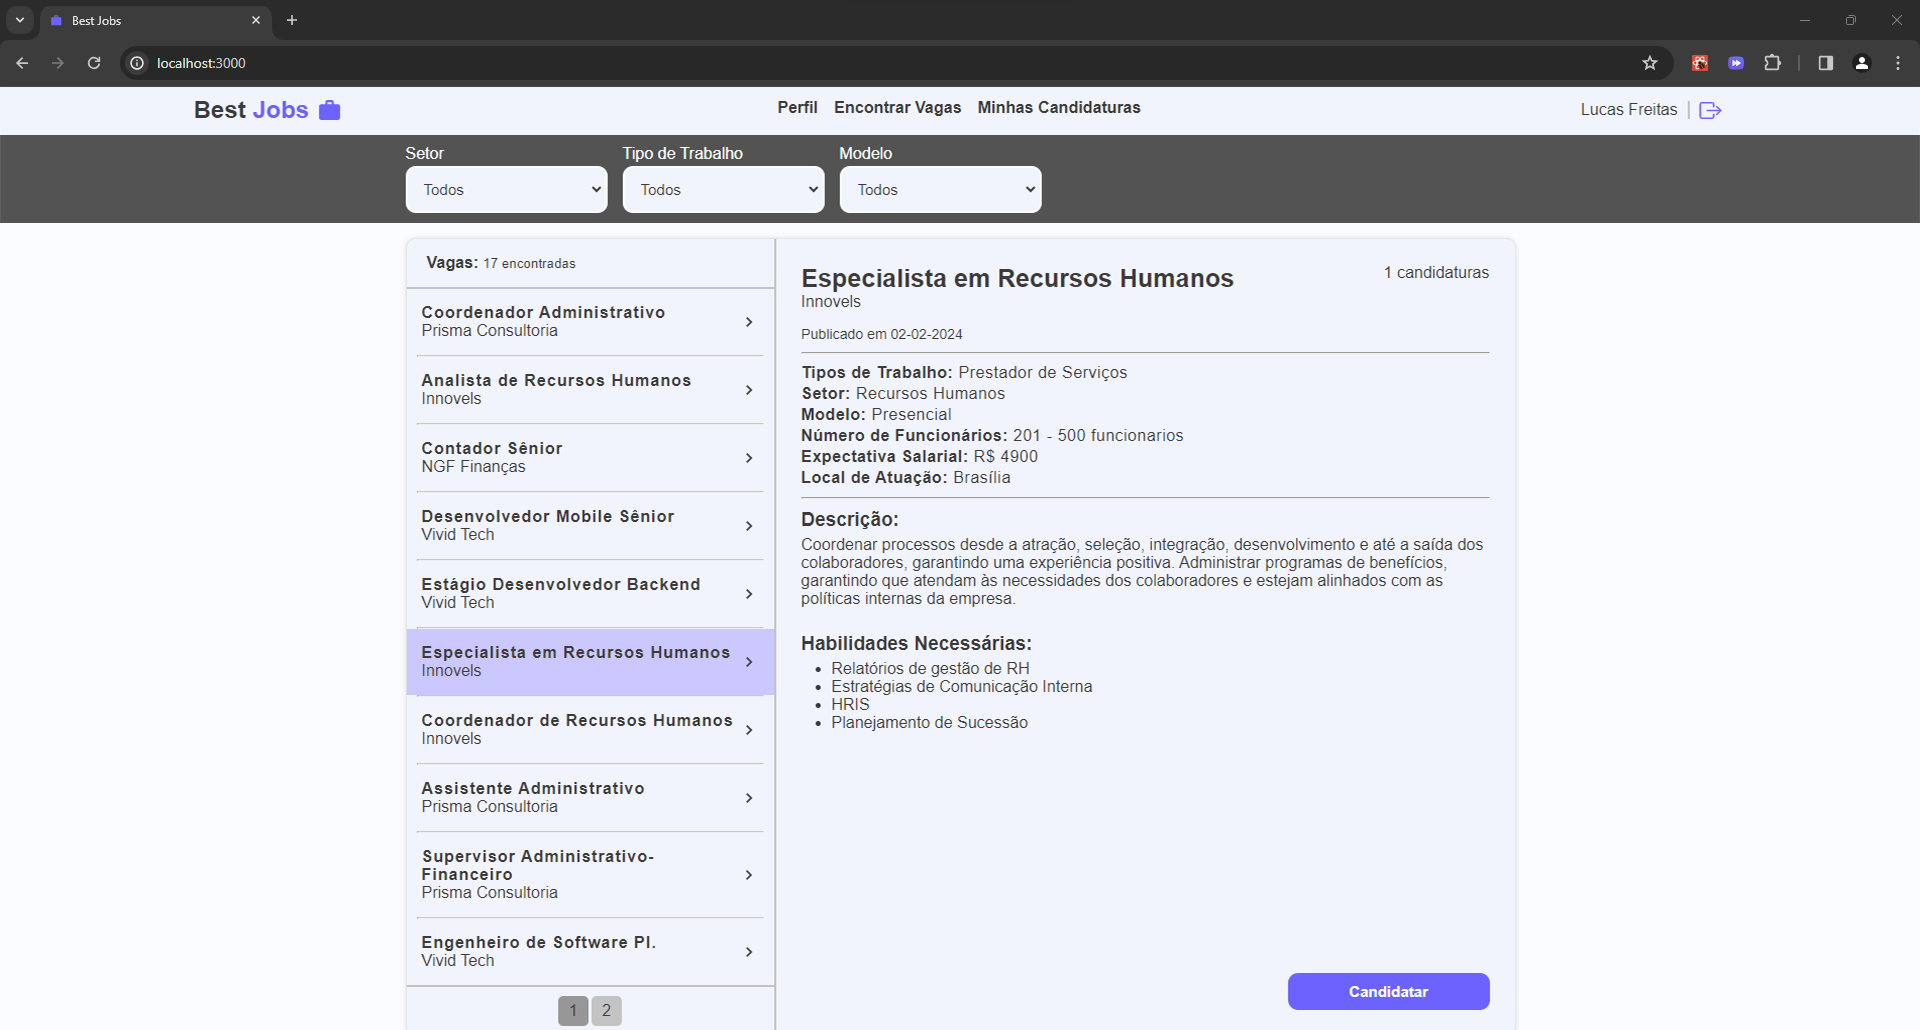 Best Jobs
localhost:3000
Best Jobs
Perfil Encontrar Vagas Minhas Candidaturas
Lucas Freitas
Setor Tipo de Trabalho Modelo
Todos Todos Todos
Vagas: 17 encontradas
Coordenador Administrativo
Prisma Consultoria
Analista de Recursos Humanos
Innovels
Contador Sênior
NGF Finanças
Desenvolvedor Mobile Sênior
Vivid Tech
Estágio Desenvolvedor Backend
Vivid Tech
Especialista em Recursos Humanos
Innovels
Coordenador de Recursos Humanos
Innovels
Assistente Administrativo
Prisma Consultoria
Supervisor Administrativo-
Financeiro
Prisma Consultoria
Engenheiro de Software Pl.
Vivid Tech
1 2
Especialista em Recursos Humanos
1 candidaturas
Innovels
Publicado em 02-02-2024
Tipos de Trabalho: Prestador de Serviços
Setor: Recursos Humanos
Modelo: Presencial
Número de Funcionários: 201 - 500 funcionarios
Expectativa Salarial: R$ 4900
Local de Atuação: Brasília
Descrição:
Coordenar processos desde a atração, seleção, integração, desenvolvimento e até a saída dos
colaboradores, garantindo uma experiência positiva. Administrar programas de benefícios,
garantindo que atendam às necessidades dos colaboradores e estejam alinhados com as
políticas internas da empresa.
Habilidades Necessárias:
• Relatórios de gestão de RH
• Estratégias de Comunicação Interna
• HRIS
• Planejamento de Sucessão
Candidatar